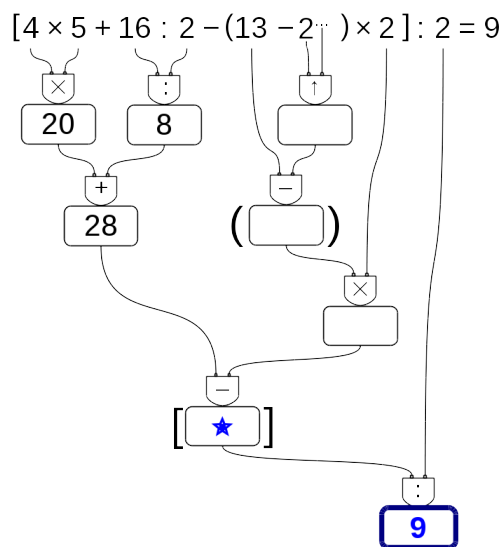 [4 × 5 + 16 : 2 − (13 − 2^… ) × 2 ] : 2 = 9
× : ↑
20 8
+ −
28 ( )
×
−
[ ★ ]
:
9